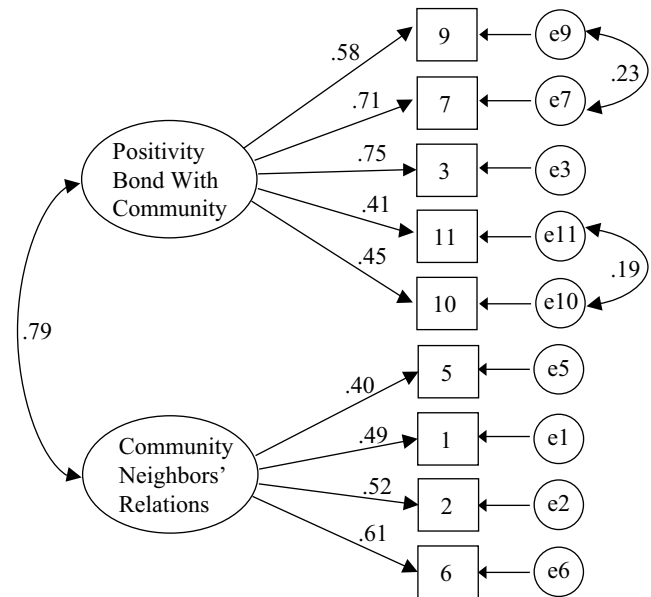 9
e9
.58
.23
.71
7
e7
Positivity
Bond With
Community
.75
3
e3
.41
11
e11
.45
.19
10
e10
.79
5
e5
.40
Community
Neighbors’
Relations
.49
1
e1
.52
2
e2
.61
6
e6